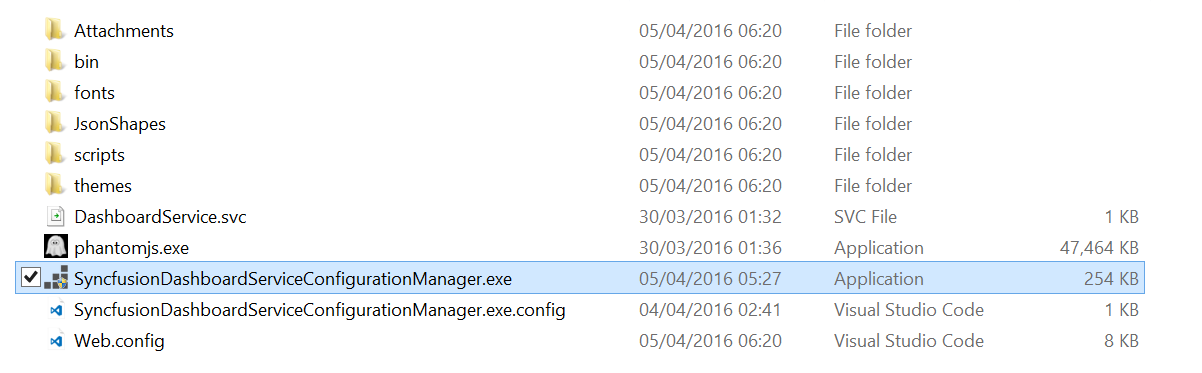 Attachments 05/04/2016 06:20 File folder
bin 05/04/2016 06:20 File folder
fonts 05/04/2016 06:20 File folder
JsonShapes 05/04/2016 06:20 File folder
scripts 05/04/2016 06:20 File folder
themes 05/04/2016 06:20 File folder
DashboardService.svc 30/03/2016 01:32 SVC File 1 KB
phantomjs.exe 30/03/2016 01:36 Application 47,464 KB
SyncfusionDashboardServiceConfigurationManager.exe 05/04/2016 05:27 Application 254 KB
SyncfusionDashboardServiceConfigurationManager.exe.config 04/04/2016 02:41 Visual Studio Code 1 KB
Web.config 05/04/2016 06:20 Visual Studio Code 8 KB